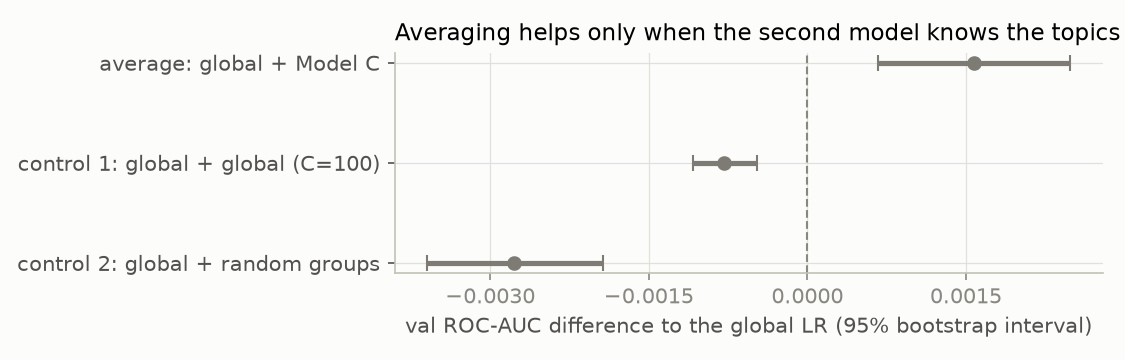 Averaging helps only when the second model knows the topics
average: global + Model C
control 1: global + global (C=100)
control 2: global + random groups
−0.0030 −0.0015 0.0000 0.0015
val ROC-AUC difference to the global LR (95% bootstrap interval)